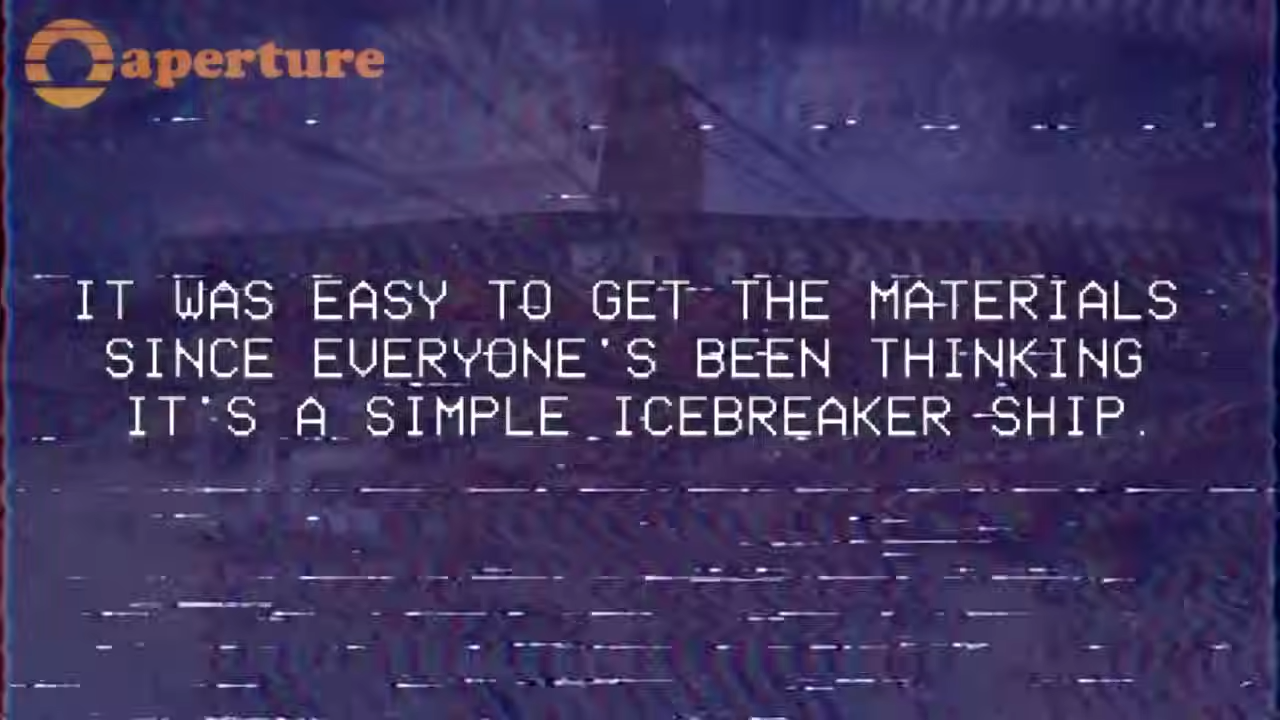 aperture
IT WAS EASY TO GET THE MATERIALS
SINCE EVERYONE'S BEEN THINKING
IT'S A SIMPLE ICEBREAKER SHIP.